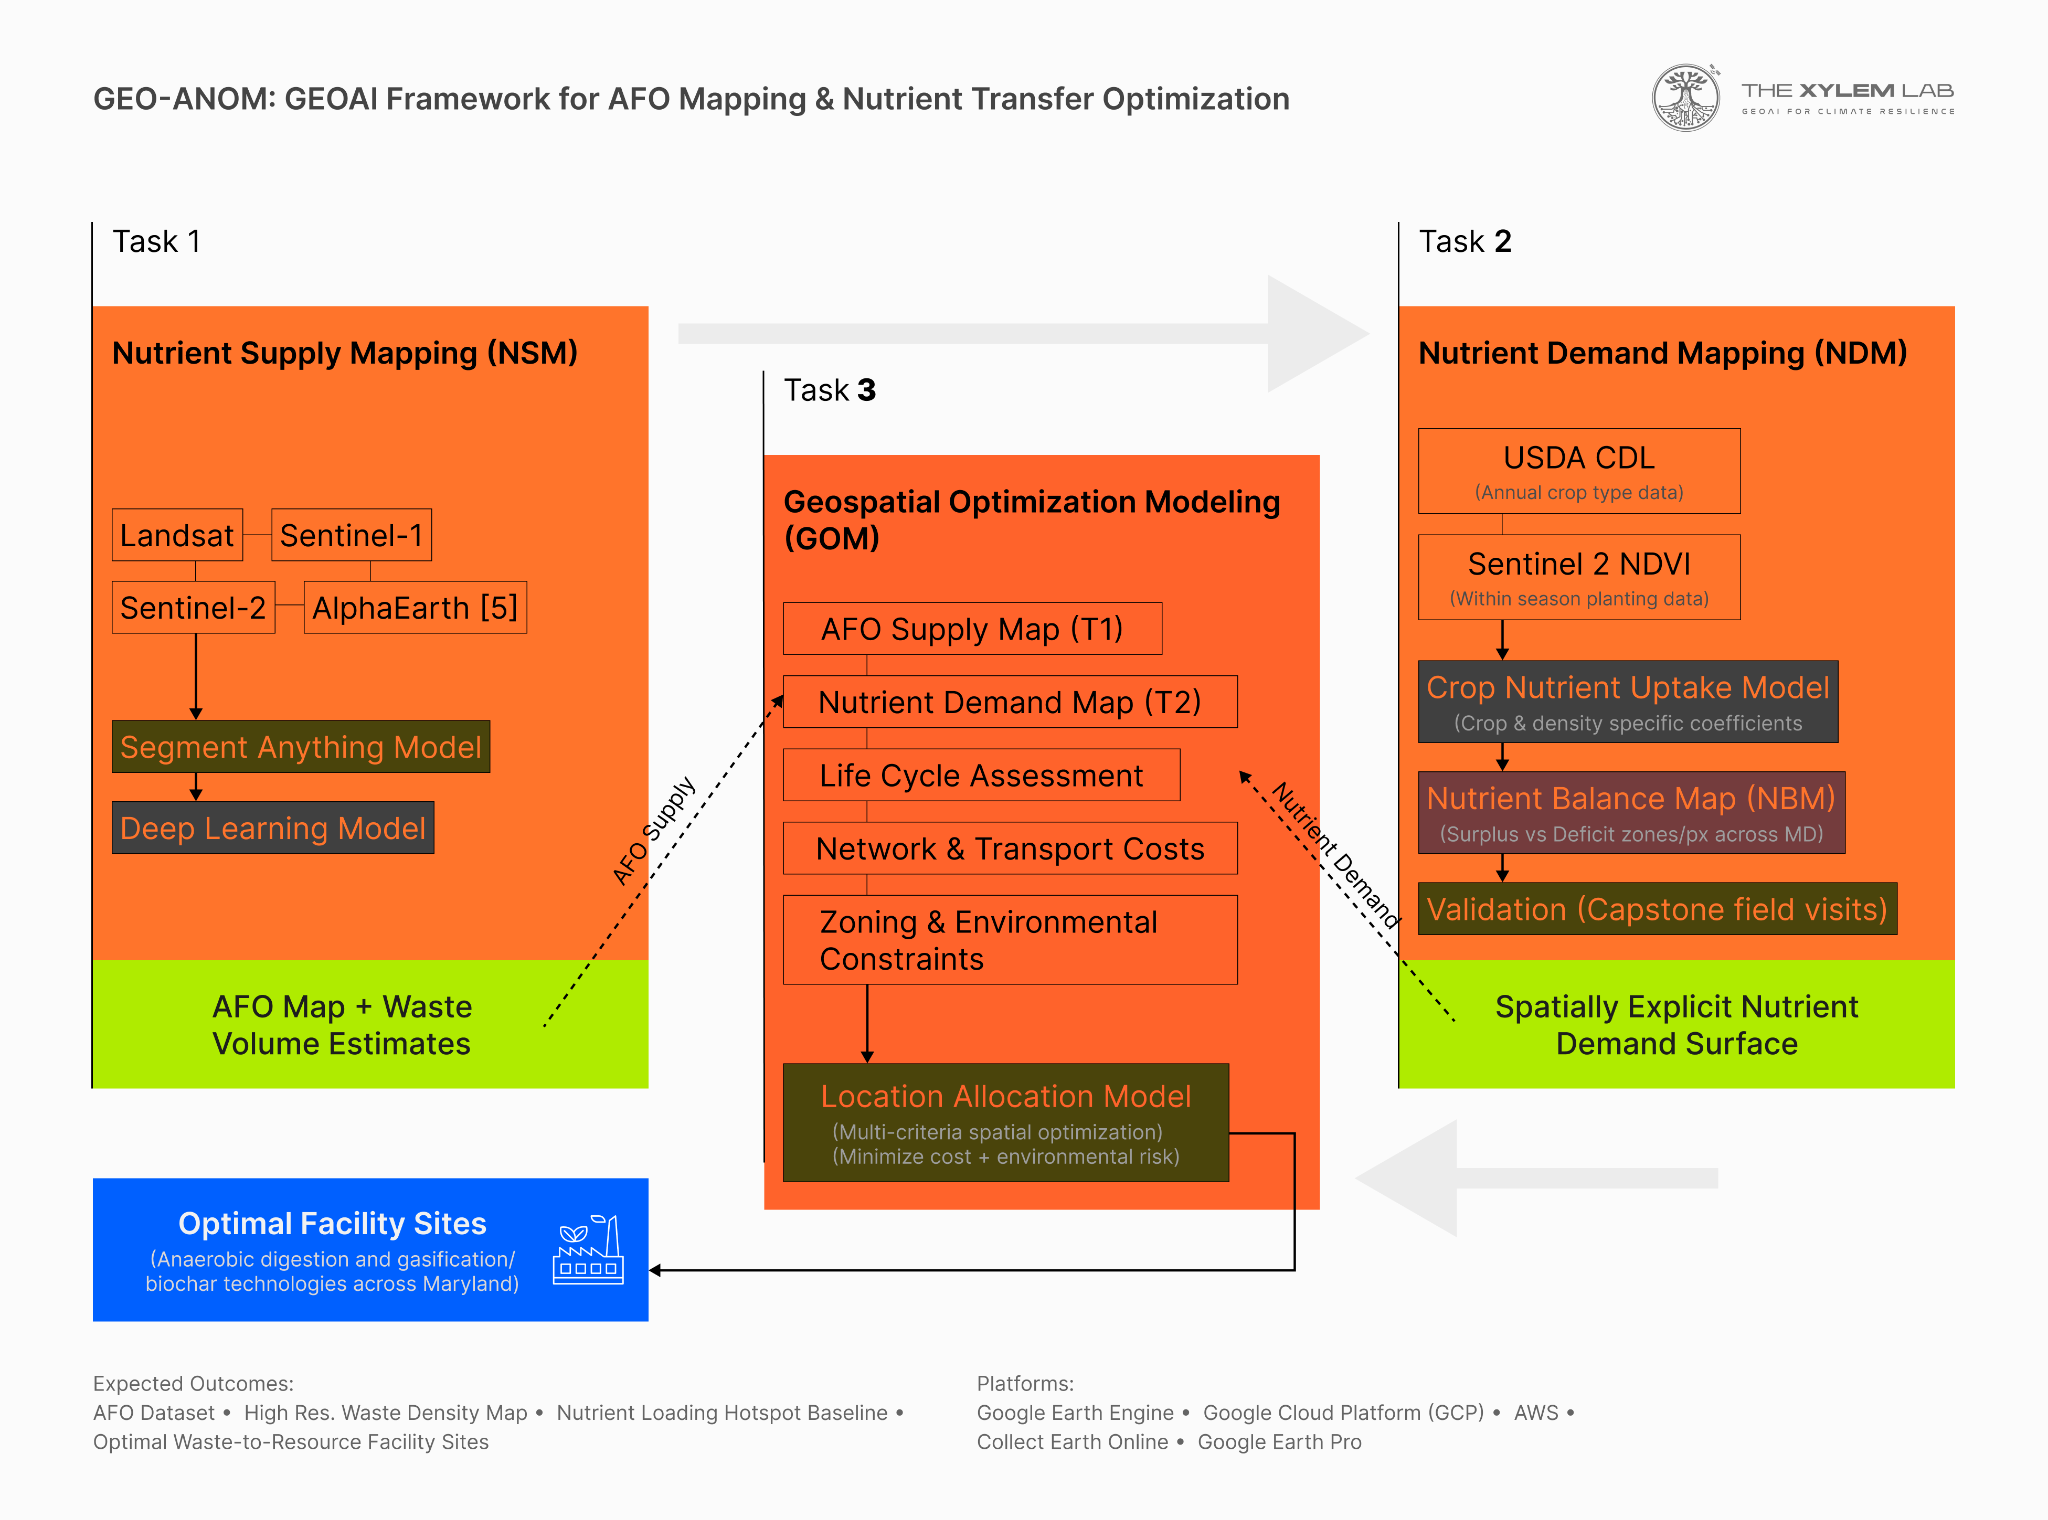 GEO-ANOM: GEOAI Framework for AFO Mapping & Nutrient Transfer Optimization
THE XYLEM LAB
GEOAI FOR CLIMATE RESILIENCE
Task 1
Nutrient Supply Mapping (NSM)
Landsat
Sentinel-1
Sentinel-2
AlphaEarth [5]
Segment Anything Model
Deep Learning Model
AFO Map + Waste
Volume Estimates
AFO Supply
Task 2
Nutrient Demand Mapping (NDM)
USDA CDL
(Annual crop type data)
Sentinel 2 NDVI
(Within season planting data)
Crop Nutrient Uptake Model
(Crop & density specific coefficients
Nutrient Balance Map (NBM)
(Surplus vs Deficit zones/px across MD)
Validation (Capstone field visits)
Spatially Explicit Nutrient
Demand Surface
Nutrient Demand
Task 3
Geospatial Optimization Modeling
(GOM)
AFO Supply Map (T1)
Nutrient Demand Map (T2)
Life Cycle Assessment
Network & Transport Costs
Zoning & Environmental
Constraints
Location Allocation Model
(Multi-criteria spatial optimization)
(Minimize cost + environmental risk)
Optimal Facility Sites
(Anaerobic digestion and gasification/
biochar technologies across Maryland)
Expected Outcomes:
AFO Dataset • High Res. Waste Density Map • Nutrient Loading Hotspot Baseline •
Optimal Waste-to-Resource Facility Sites
Platforms:
Google Earth Engine • Google Cloud Platform (GCP) • AWS •
Collect Earth Online • Google Earth Pro